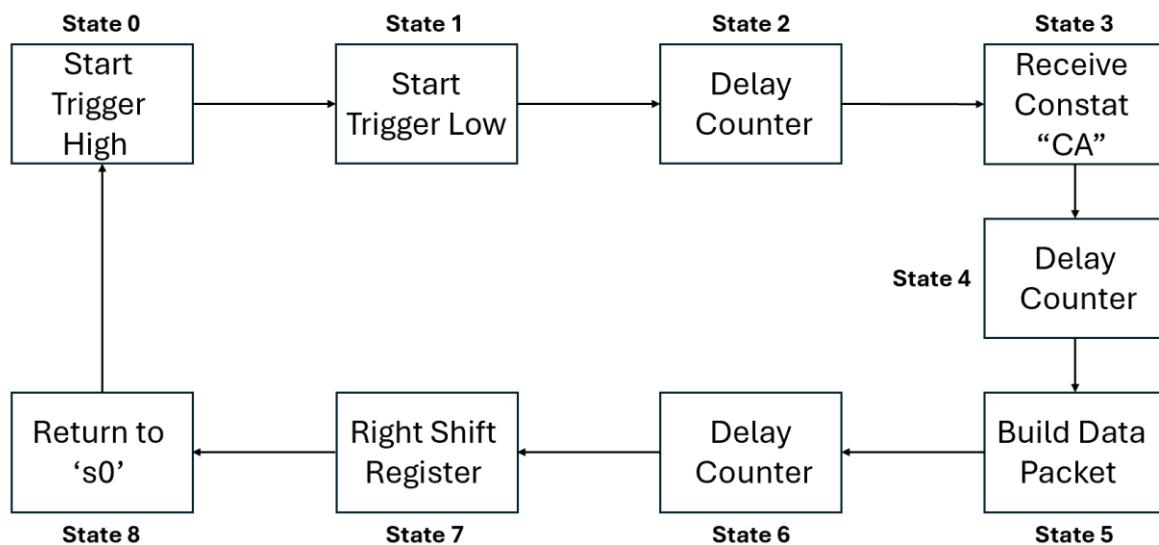 State 0
State 1
State 2
State 3
Start
Trigger
High
Start
Trigger Low
Delay
Counter
Receive
Constat
“CA”
State 4
Delay
Counter
Return to
‘s0’
Right Shift
Register
Delay
Counter
Build Data
Packet
State 8
State 7
State 6
State 5